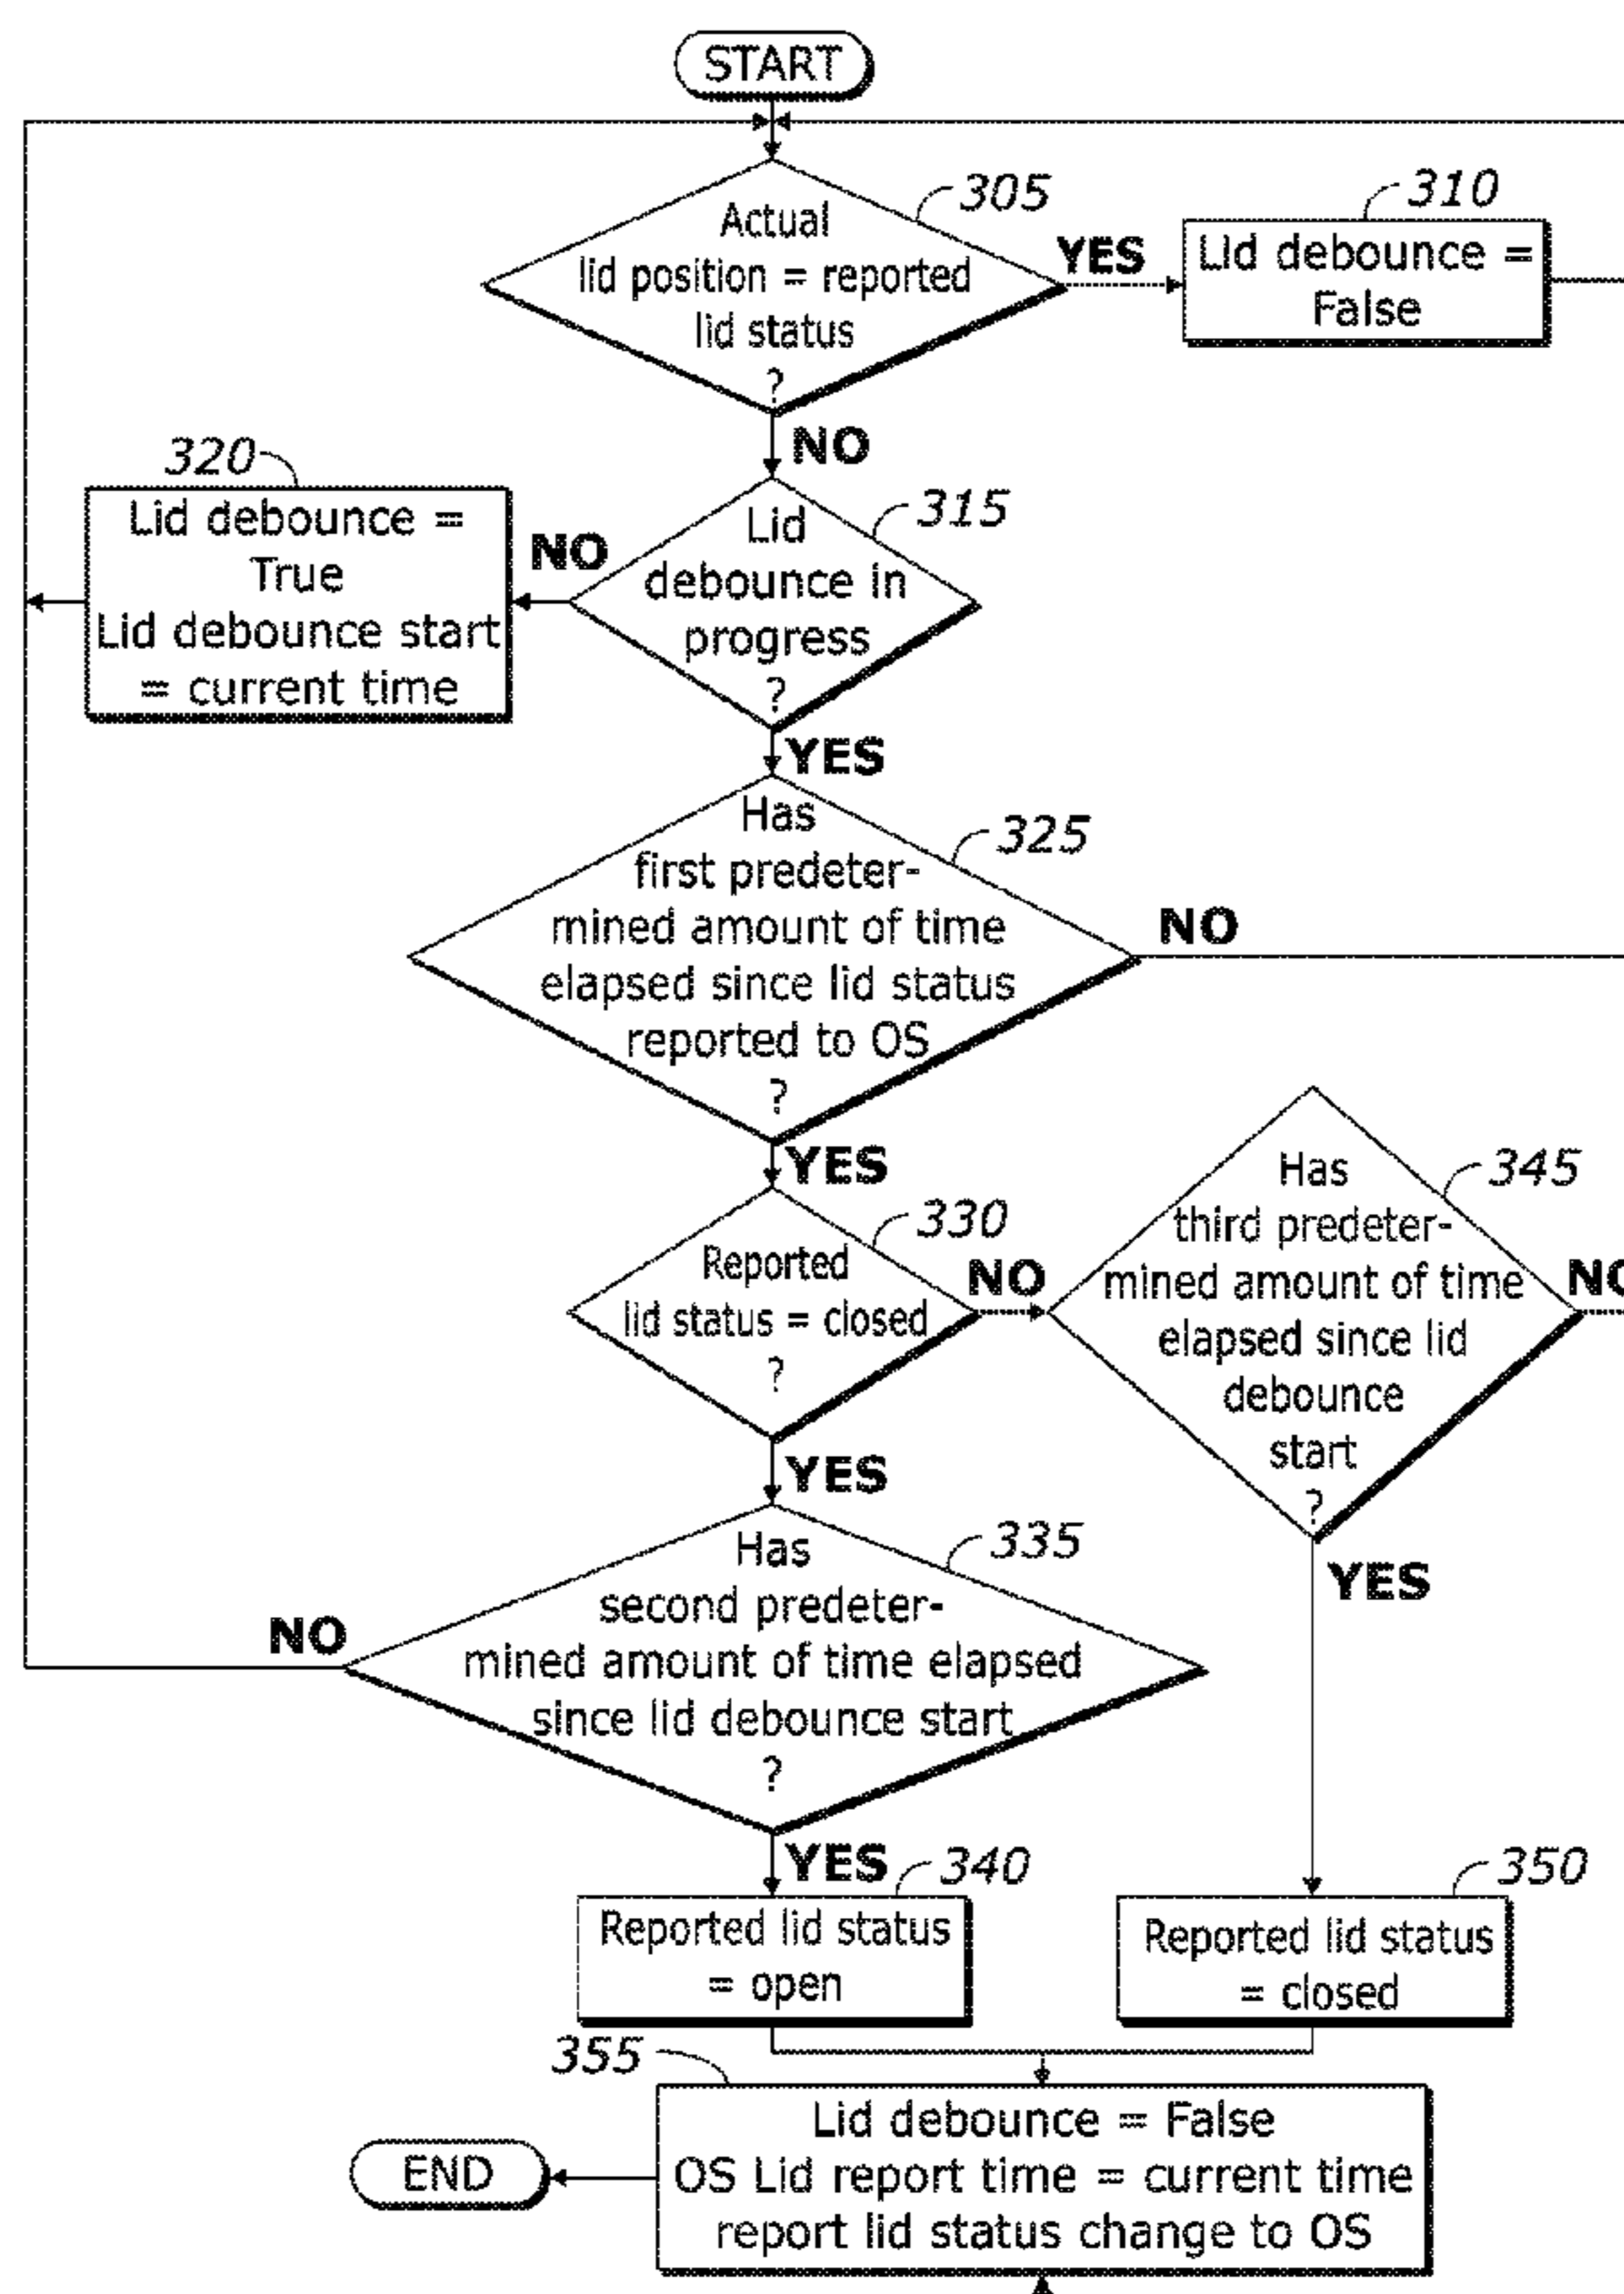 START
305
Actual
lid position = reported
lid status
?
YES
310
Lid debounce =
False
NO
320
Lid debounce =
True
Lid debounce start
= current time
NO
315
Lid
debounce in
progress
?
YES
325
Has
first predeter-
mined amount of time
elapsed since lid status
reported to OS
?
NO
YES
330
Reported
lid status = closed
?
NO
345
Has
third predeter-
mined amount of time
elapsed since lid
debounce
start
?
NO
YES
YES
335
Has
second predeter-
mined amount of time elapsed
since lid debounce start
?
NO
YES
340
Reported lid status
= open
350
Reported lid status
= closed
355
Lid debounce = False
OS Lid report time = current time
report lid status change to OS
END